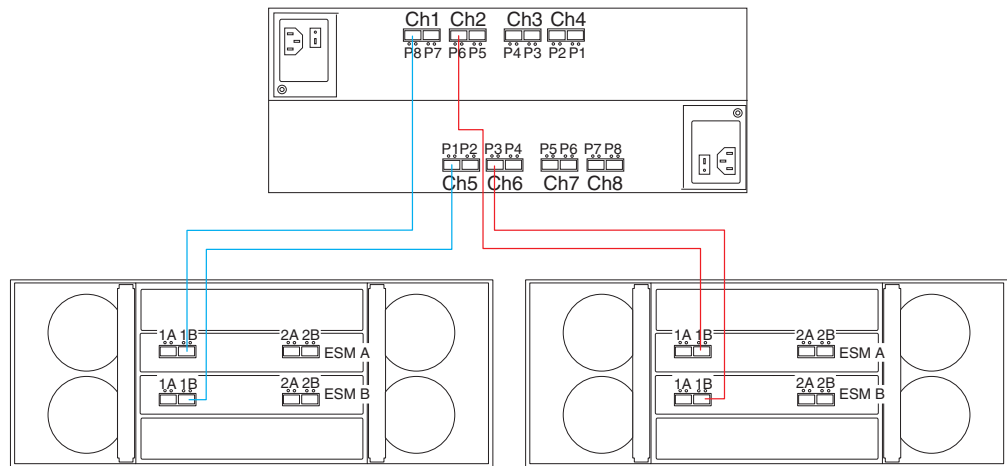 Ch1 Ch2 Ch3 Ch4
P8 P7 P6 P5 P4 P3 P2 P1
P1 P2 P3 P4 P5 P6 P7 P8
Ch5 Ch6 Ch7 Ch8
1A 1B 2A 2B
ESM A
1A 1B 2A 2B
ESM B
1A 1B 2A 2B
ESM A
1A 1B 2A 2B
ESM B